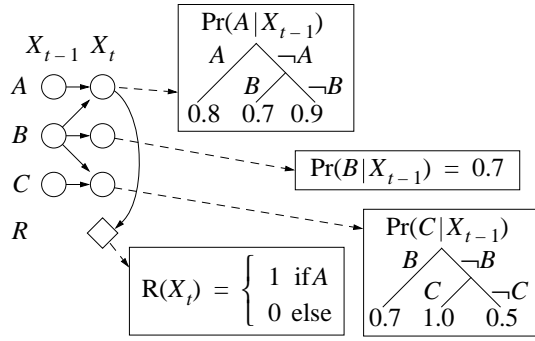 Pr(A|X_{t−1})
X_{t−1} X_t
A ¬A
A
B ¬B
0.8 0.7 0.9
B
Pr(B|X_{t−1}) = 0.7
C
Pr(C|X_{t−1})
R
B ¬B
R(X_t) = { 1 if A
0 else
C ¬C
0.7 1.0 0.5